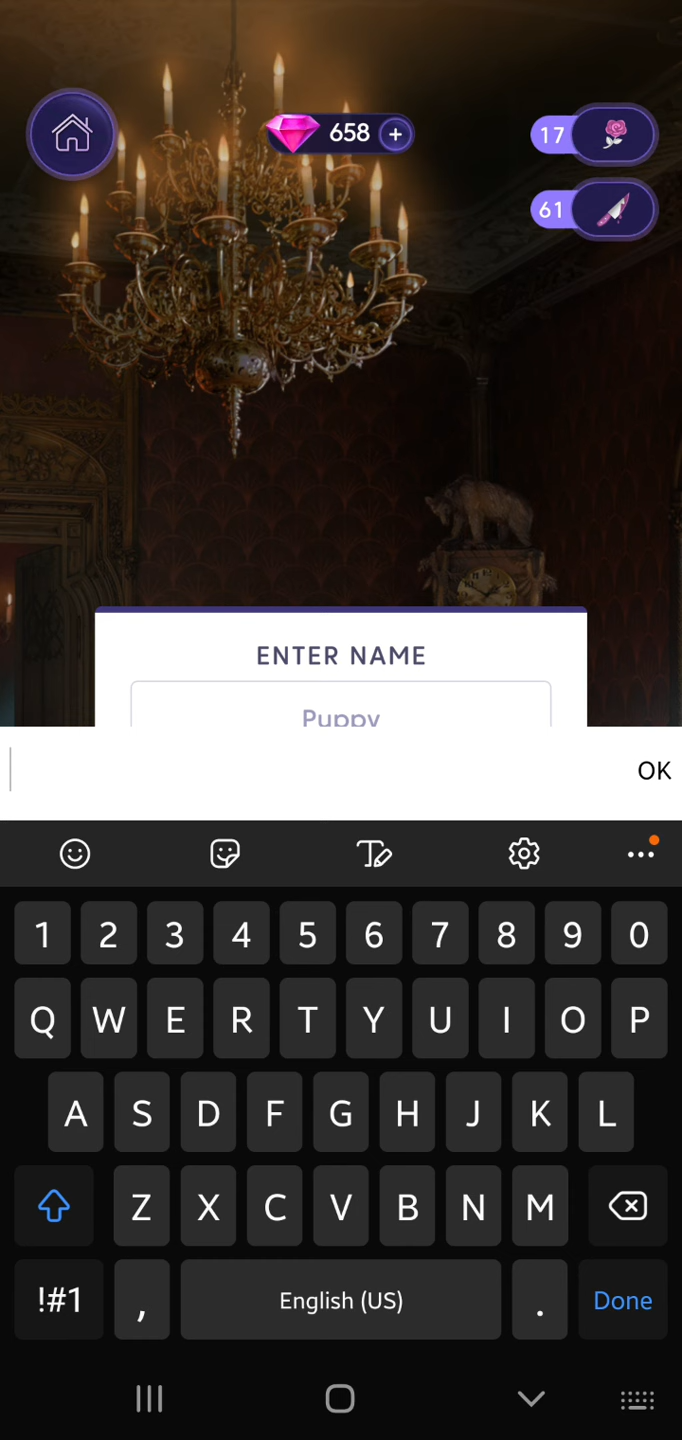 658 +
17
61
ENTER NAME
Puppy
OK
1 2 3 4 5 6 7 8 9 0
Q W E R T Y U I O P
A S D F G H J K L
Z X C V B N M
!#1 , English (US) . Done